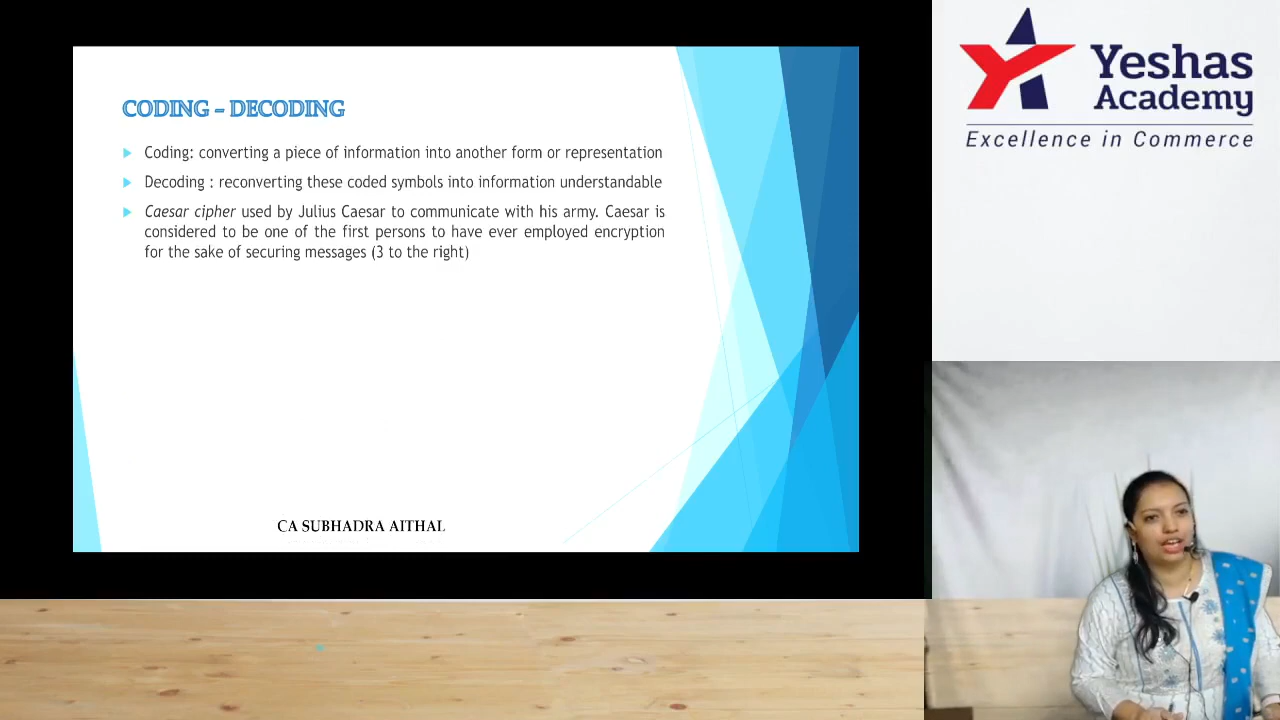 CODING – DECODING
Coding: converting a piece of information into another form or representation
Decoding : reconverting these coded symbols into information understandable
Caesar cipher used by Julius Caesar to communicate with his army. Caesar is
considered to be one of the first persons to have ever employed encryption
for the sake of securing messages (3 to the right)
CA SUBHADRA AITHAL
Yeshas
Academy
Excellence in Commerce